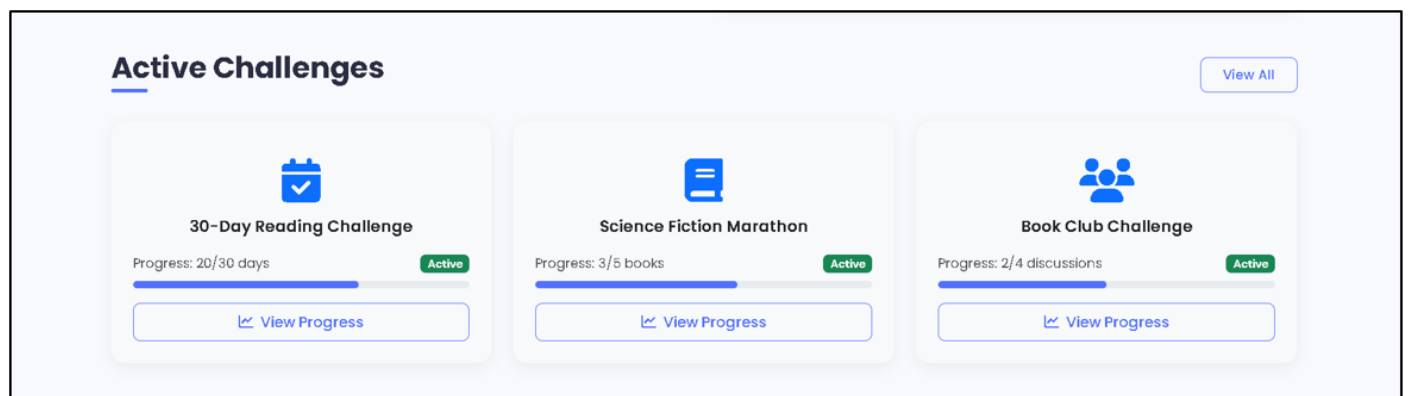 Active Challenges
View All
30-Day Reading Challenge
Progress: 20/30 days
Active
View Progress
Science Fiction Marathon
Progress: 3/5 books
Active
View Progress
Book Club Challenge
Progress: 2/4 discussions
Active
View Progress